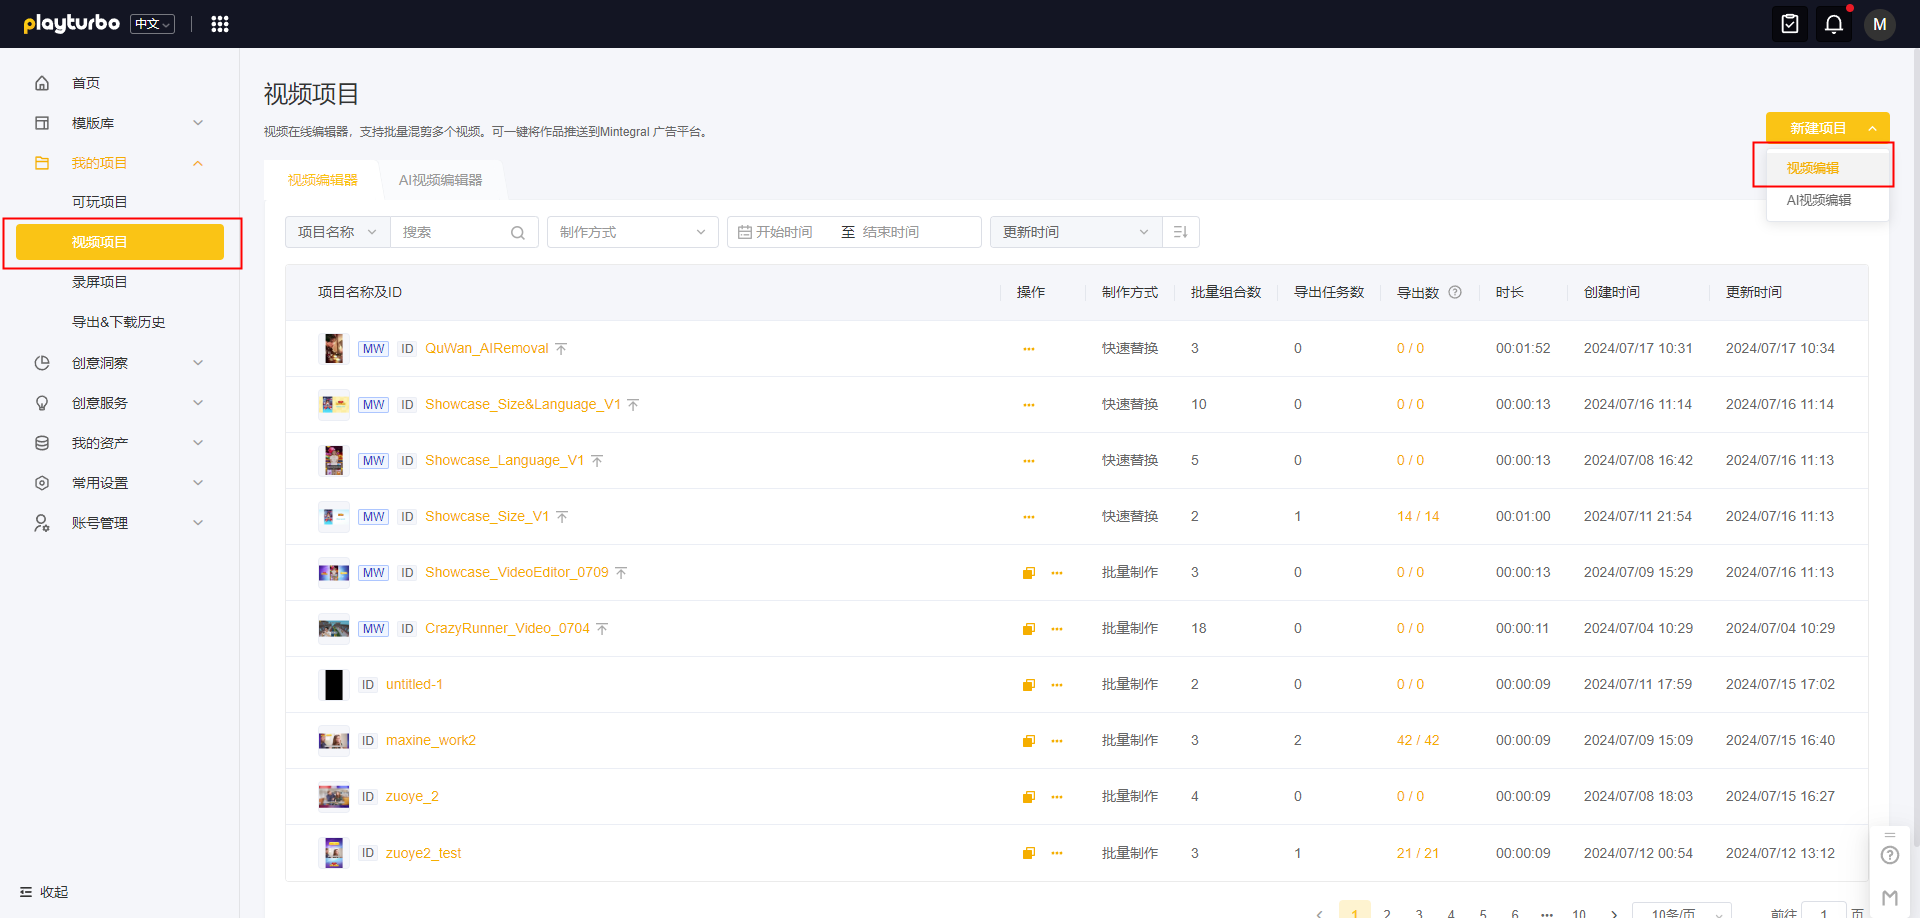 playturbo 中文
M
首页
模版库
我的项目
可玩项目
视频项目
录屏项目
导出&下载历史
创意洞察
创意服务
我的资产
常用设置
账号管理
收起
视频项目
视频在线编辑器，支持批量混剪多个视频。可一键将作品推送到Mintegral 广告平台。
新建项目
视频编辑
AI视频编辑
视频编辑器 AI视频编辑器
项目名称 搜索 制作方式 开始时间 至 结束时间 更新时间
项目名称及ID 操作 制作方式 批量组合数 导出任务数 导出数 时长 创建时间 更新时间
MW ID QuWan_AIRemoval 快速替换 3 0 0 / 0 00:01:52 2024/07/17 10:31 2024/07/17 10:34
MW ID Showcase_Size&Language_V1 快速替换 10 0 0 / 0 00:00:13 2024/07/16 11:14 2024/07/16 11:14
MW ID Showcase_Language_V1 快速替换 5 0 0 / 0 00:00:13 2024/07/08 16:42 2024/07/16 11:13
MW ID Showcase_Size_V1 快速替换 2 1 14 / 14 00:01:00 2024/07/11 21:54 2024/07/16 11:13
MW ID Showcase_VideoEditor_0709 批量制作 3 0 0 / 0 00:00:13 2024/07/09 15:29 2024/07/16 11:13
MW ID CrazyRunner_Video_0704 批量制作 18 0 0 / 0 00:00:11 2024/07/04 10:29 2024/07/04 10:29
ID untitled-1 批量制作 2 0 0 / 0 00:00:09 2024/07/11 17:59 2024/07/15 17:02
ID maxine_work2 批量制作 3 2 42 / 42 00:00:09 2024/07/09 15:09 2024/07/15 16:40
ID zuoye_2 批量制作 4 0 0 / 0 00:00:09 2024/07/08 18:03 2024/07/15 16:27
ID zuoye2_test 批量制作 3 1 21 / 21 00:00:09 2024/07/12 00:54 2024/07/12 13:12
1 2 3 4 5 6 ••• 10 10条/页 前往 1 页